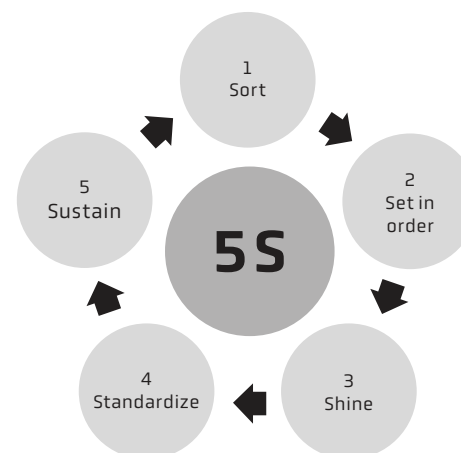 1
Sort
2
Set in
order
3
Shine
4
Standardize
5
Sustain
5S